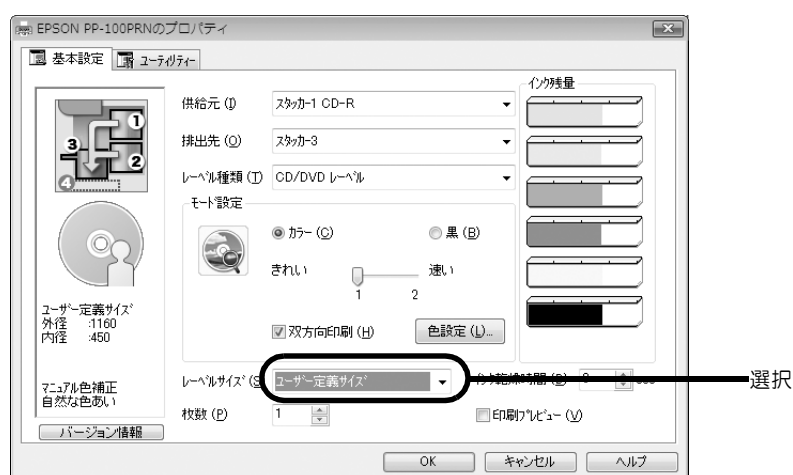 EPSON PP-100PRNのプロパティ
基本設定 ユーティリティー
供給元 (I) スタッカー1 CD-R
排出先 (O) スタッカー3
レーベル種類 (T) CD/DVD レーベル
モード設定
カラー (C) 黒 (B)
きれい 速い
1 2
双方向印刷 (H) 色設定 (L)...
インク残量
1
2
3
4
ユーザー定義サイズ
外径 :1160
内径 :450
マニュアル色補正
自然な色あい
バージョン情報
レーベルサイズ (S ユーザー定義サイズ
選択
枚数 (P) 1 印刷プレビュー (V)
OK キャンセル ヘルプ